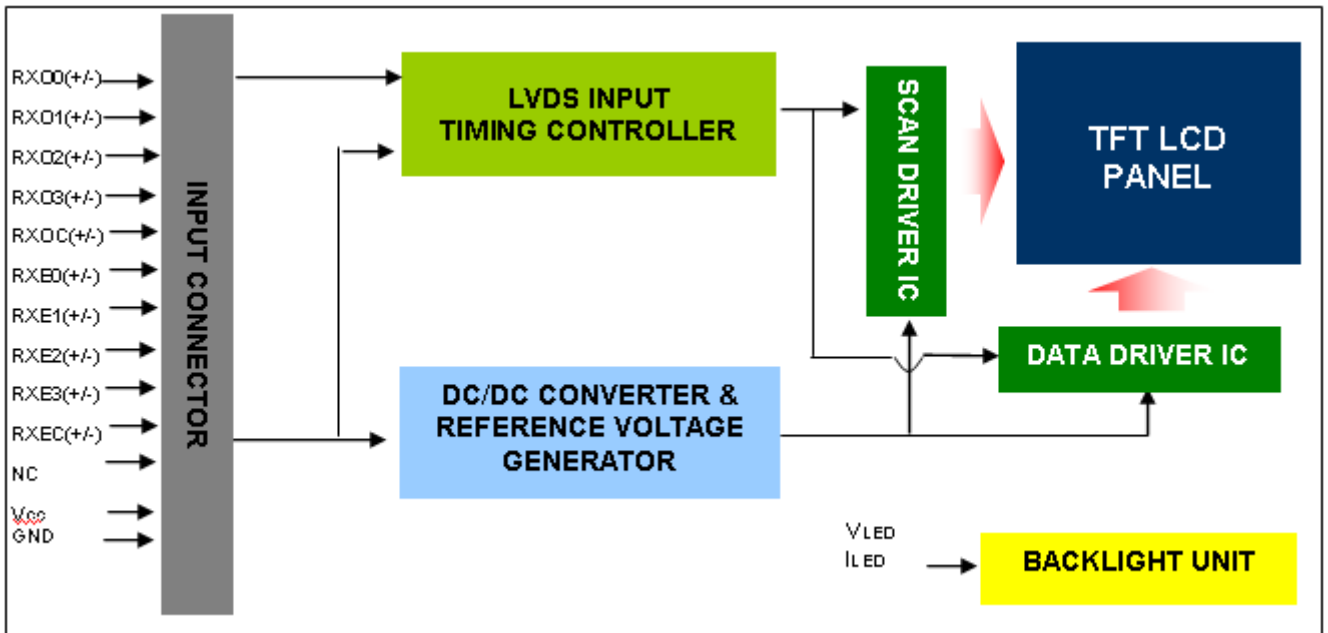 RXO0(+/-)
RXO1(+/-)
RXO2(+/-)
RXO3(+/-)
RXOC(+/-)
RXE0(+/-)
RXE1(+/-)
RXE2(+/-)
RXE3(+/-)
RXEC(+/-)
NC
Vcc
GND
INPUT CONNECTOR
LVDS INPUT
TIMING CONTROLLER
DC/DC CONVERTER &
REFERENCE VOLTAGE
GENERATOR
SCAN DRIVER IC
TFT LCD
PANEL
DATA DRIVER IC
VLED
ILED
BACKLIGHT UNIT